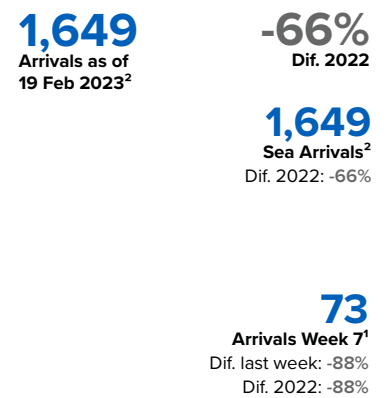 1,649
Arrivals as of
19 Feb 2023²
-66%
Dif. 2022
1,649
Sea Arrivals²
Dif. 2022: -66%
73
Arrivals Week 7¹
Dif. last week: -88%
Dif. 2022: -88%